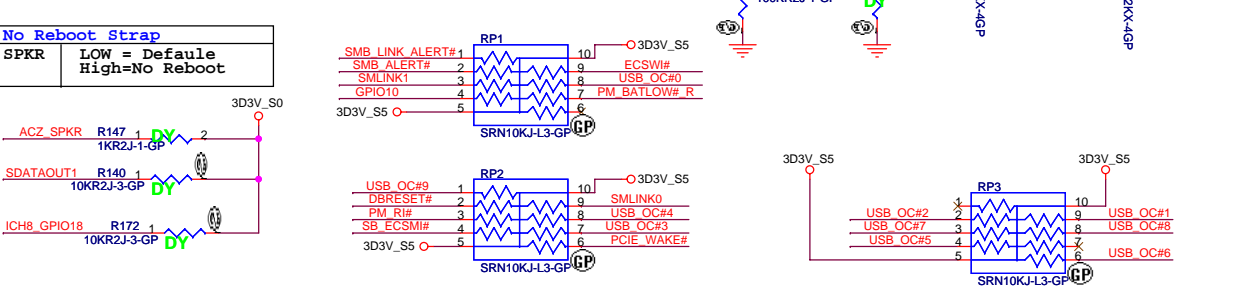 No Reboot Strap
SPKR LOW = Defaule
High=No Reboot
3D3V_S0
ACZ_SPKR R147 1 DY 2
1KR2J-1-GP
SDATAOUT1 R140 1 DY
10KR2J-3-GP
ICH8_GPIO18 R172 1 DY
10KR2J-3-GP
RP1
SMB_LINK_ALERT# 1 10 3D3V_S5
SMB_ALERT# 2 9 ECSWI#
SMLINK1 3 8 USB_OC#0
GPIO10 4 7 PM_BATLOW#_R
3D3V_S5 5 6
SRN10KJ-L3-GP GP
RP2
USB_OC#9 1 10 3D3V_S5
DBRESET# 2 9 SMLINK0
PM_RI# 3 8 USB_OC#4
SB_ECSMI# 4 7 USB_OC#3
3D3V_S5 5 6 PCIE_WAKE#
SRN10KJ-L3-GP GP
DY
KX-4GP
2KX-4GP
3D3V_S5 3D3V_S5
RP3
1 10
USB_OC#2 2 9 USB_OC#1
USB_OC#7 3 8 USB_OC#8
USB_OC#5 4 7
5 6 USB_OC#6
SRN10KJ-L3-GP GP